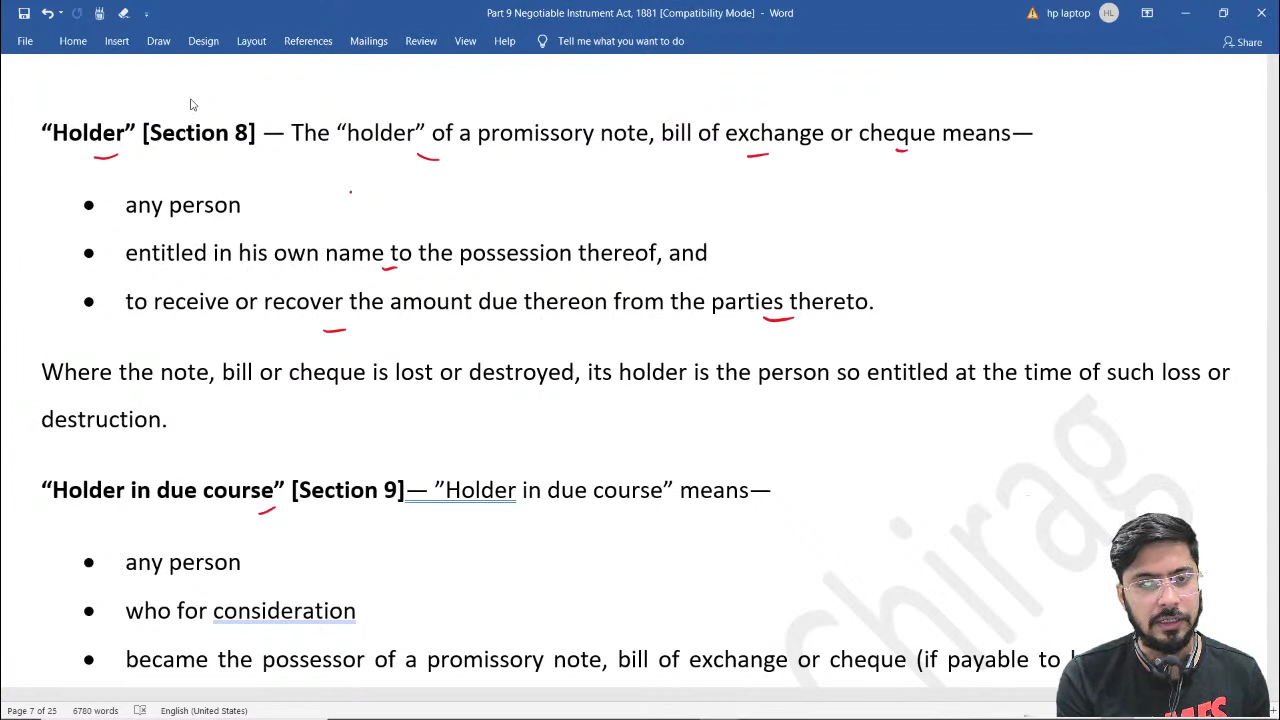 Part 9 Negotiable Instrument Act, 1881 [Compatibility Mode] - Word
hp laptop HL
File Home Insert Draw Design Layout References Mailings Review View Help Tell me what you want to do Share
“Holder” [Section 8] — The “holder” of a promissory note, bill of exchange or cheque means—
• any person
• entitled in his own name to the possession thereof, and
• to receive or recover the amount due thereon from the parties thereto.
Where the note, bill or cheque is lost or destroyed, its holder is the person so entitled at the time of such loss or
destruction.
“Holder in due course” [Section 9]— ”Holder in due course” means—
• any person
• who for consideration
• became the possessor of a promissory note, bill of exchange or cheque (if payable to
chirag
Page 7 of 25 6780 words English (United States)